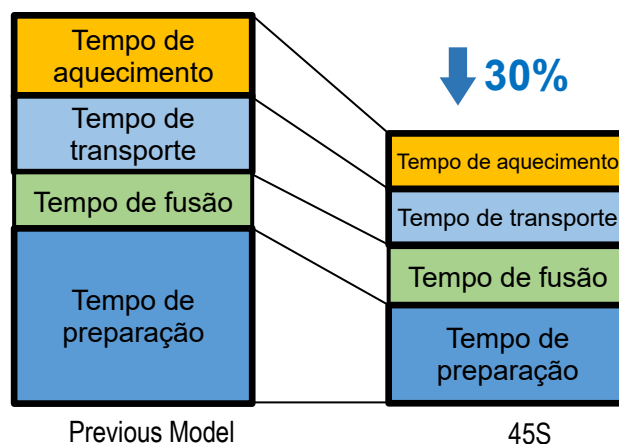 Tempo de
aquecimento
Tempo de
transporte
Tempo de fusão
Tempo de
preparação
Previous Model
30%
Tempo de aquecimento
Tempo de transporte
Tempo de fusão
Tempo de
preparação
45S